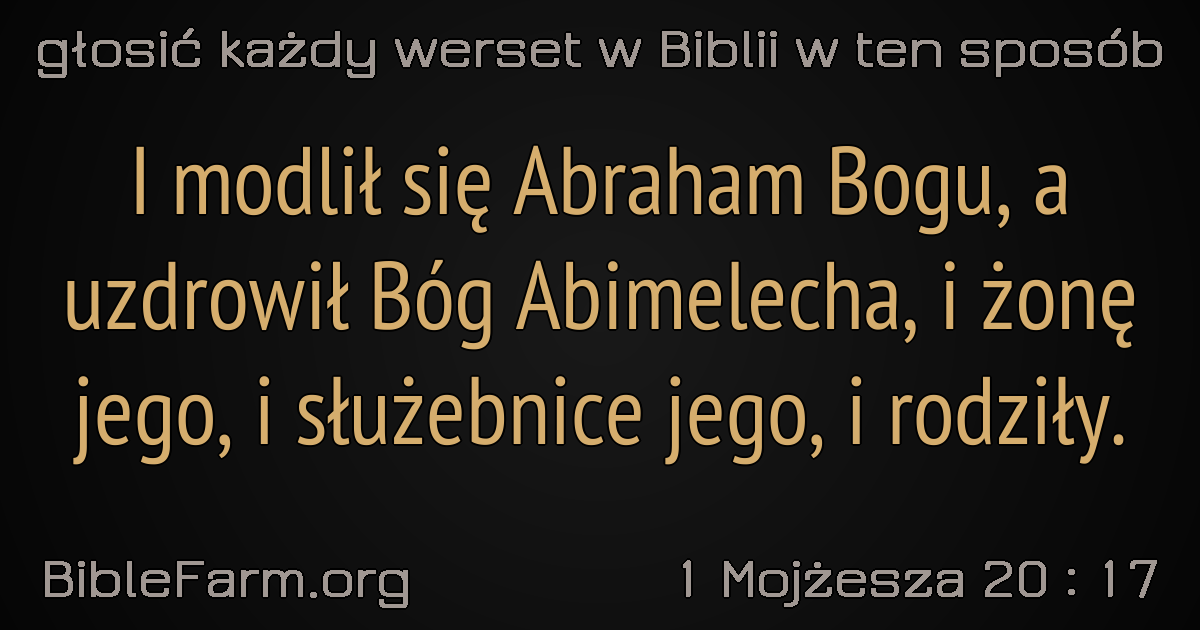 głosić każdy werset w Biblii w ten sposób
I modlił się Abraham Bogu, a
uzdrowił Bóg Abimelecha, i żonę
jego, i służebnice jego, i rodziły.
BibleFarm.org
1 Mojżesza 20 : 17